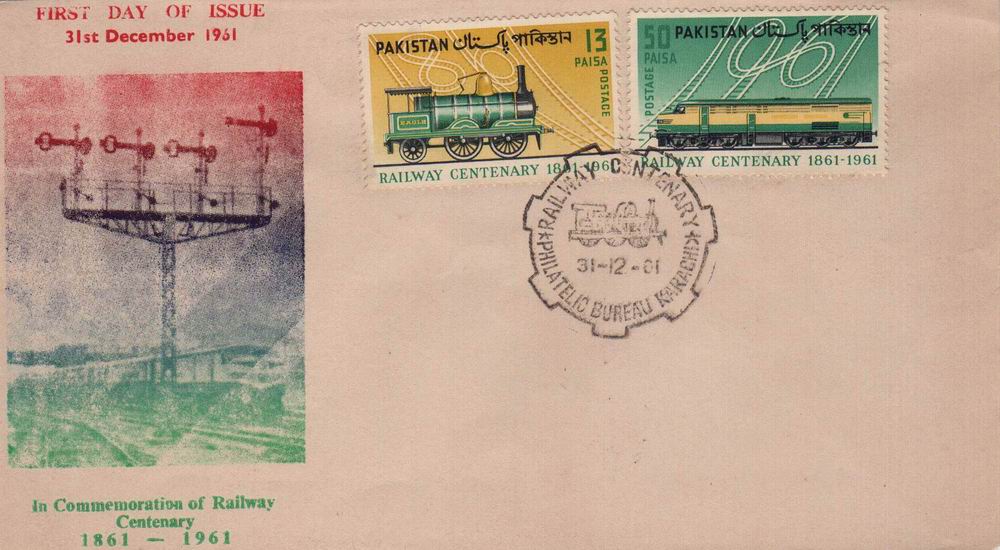 FIRST DAY OF ISSUE
31st December 1961
PAKISTAN پاکستان পাকিস্তান
13
PAISA
POSTAGE
EAGLE
RAILWAY CENTENARY 1861-1961
50
PAISA
POSTAGE
PAKISTAN پاکستان পাকিস্তান
RAILWAY CENTENARY 1861-1961
RAILWAY CENTENARY
31-12-61
PHILATELIC BUREAU KARACHI
In Commemoration of Railway
Centenary
1861 — 1961